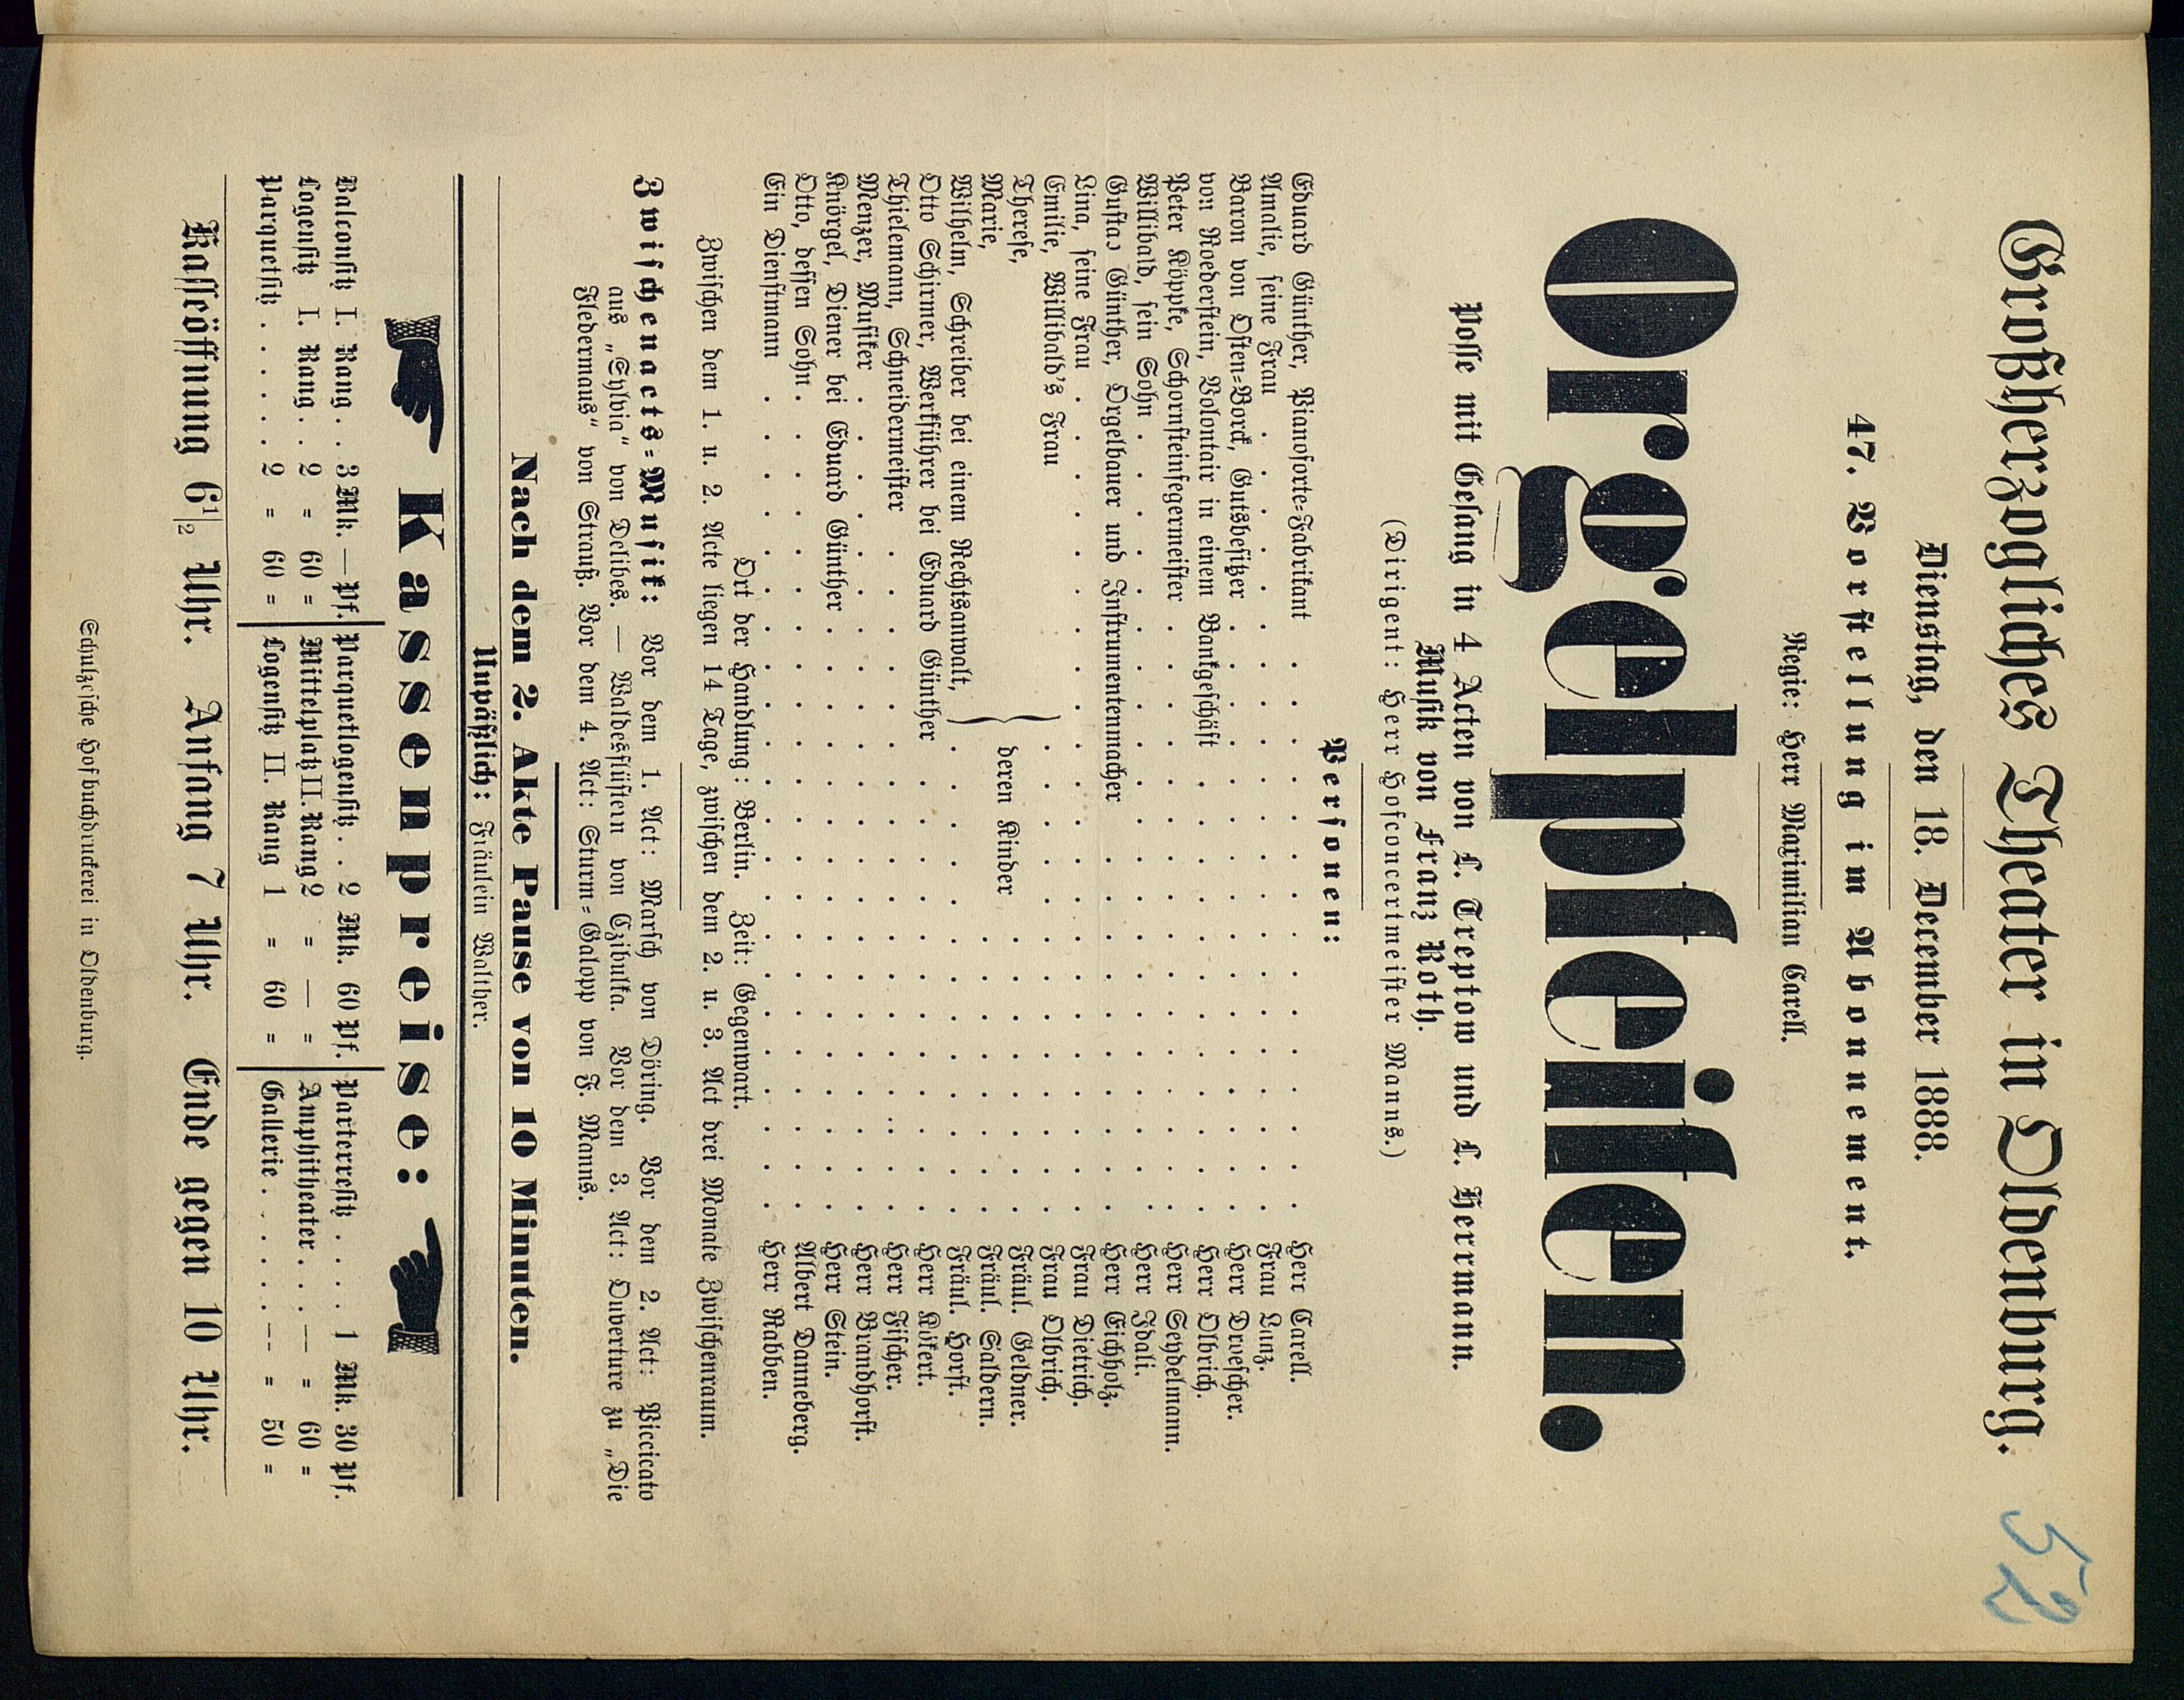 52
Großherzogliches Theater in Oldenburg.
Dienstag, den 18. December 1888.
47. Vorstellung im Abonnement.
Regie: Herr Maximilian Carell.
Orgelpfeifen.
Posse mit Gesang in 4 Acten von L. Treptow und L. Herrmann.
Musik von Franz Roth.
(Dirigent: Herr Hofconcertmeister Manns.)
Personen:
Eduard Günther, Pianoforte=Fabrikant . . . . . . . . . . Herr Carell.
Amalie, seine Frau . . . . . . . . . . Frau Lanz.
Baron von Osten=Borck, Gutsbesitzer . . . . . . . . . . Herr Drescher.
von Roederstein, Volontair in einem Bankgeschäft . . . . . . . . Herr Olbrich.
Peter Köppke, Schornsteinfegermeister . . . . . . . . . . Herr Seydelmann.
Willibald, sein Sohn . . . . . . . . . . Herr Idali.
Gustav Günther, Orgelbauer und Instrumentenmacher . . . . . . . . Herr Eichholz.
Lina, seine Frau . . . . . . . . . . Frau Dietrich.
Emilie, Willibald's Frau . . . . . . . . Frau Olbrich.
Therese, . . . . . . . . Fräul. Geldner.
Marie, deren Kinder . . . . . . . . Fräul. Saldern.
Wilhelm, Schreiber bei einem Rechtsanwalt, . . . . . . . . Fräul. Horst.
Otto Schirmer, Werkführer bei Eduard Günther . . . . . . . . Herr Kökert.
Thielemann, Schneidermeister . . . . . . . . . . Herr Fischer.
Menzer, Musiker . . . . . . . . . . Herr Brandhorst.
Knörgel, Diener bei Eduard Günther . . . . . . . . . . Herr Stein.
Otto, dessen Sohn . . . . . . . . . . Albert Danneberg.
Ein Dienstmann . . . . . . . . . . Herr Rabben.
Ort der Handlung: Berlin. Zeit: Gegenwart.
Zwischen dem 1. u. 2. Acte liegen 14 Tage, zwischen dem 2. u. 3. Act drei Monate Zwischenraum.
Zwischenacts=Musik: Vor dem 1. Act: Marsch von Döring. Vor dem 2. Act: Piccicato
aus „Sylvia" von Delibes. — Waldesflüstern von Czibulka. Vor dem 3. Act: Ouverture zu „Die
Fledermaus" von Strauß. Vor dem 4. Act: Sturm=Galopp von F. Manns.
Nach dem 2. Akte Pause von 10 Minuten.
Unpäßlich: Fräulein Walther.
Kassenpreise:
Balconsitz I. Rang . . 3 Mk. — Pf. Parquetlogensitz . . 2 Mk. 60 Pf. Parterresitz . . . . 1 Mk. 30 Pf.
Logensitz I. Rang . . 2 = 60 = Mittelplatz II. Rang 2 = — = Amphitheater . . . — = 60 =
Parquetsitz . . . . . . 2 = 60 = Logensitz II. Rang 1 = 60 = Gallerie . . . . . . — = 50 =
Kasseöffnung 6 1/2 Uhr. Anfang 7 Uhr. Ende gegen 10 Uhr.
Schulzesche Hofbuchdruckerei in Oldenburg.